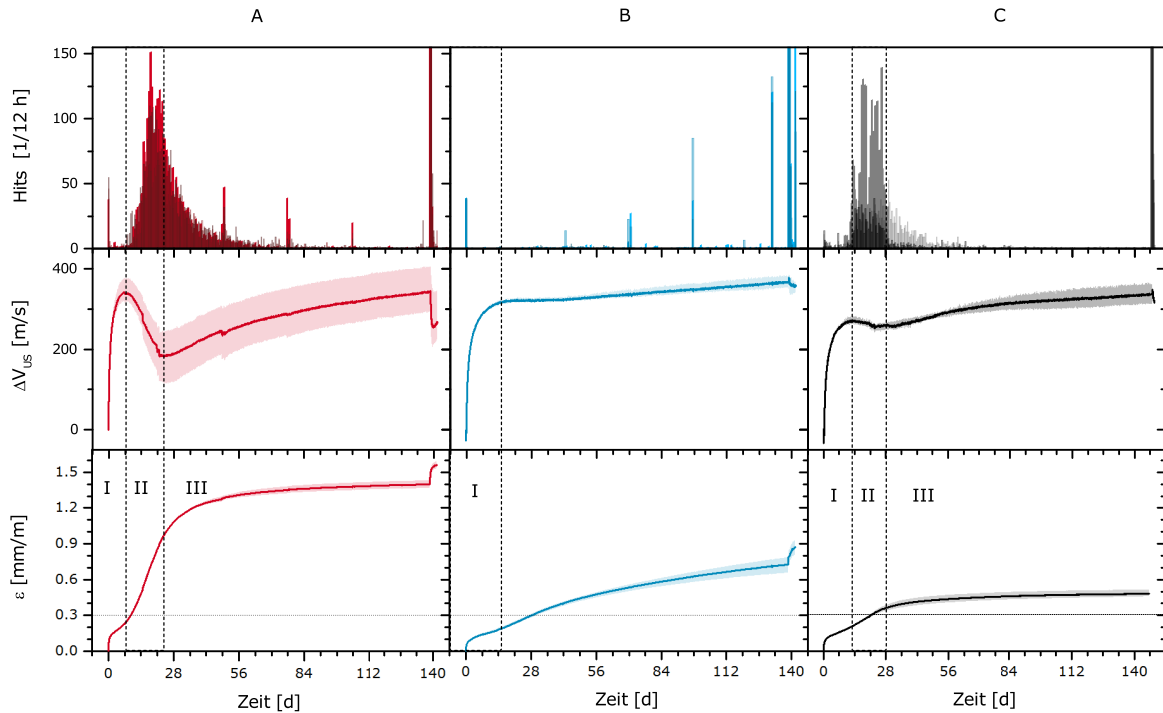 A B C
Hits [1/12 h]
150
100
50
0
ΔV_US [m/s]
400
200
0
ε [mm/m]
1.5
1.2
0.9
0.6
0.3
0.0
I II III
I
I II III
0 28 56 84 112 140
0 28 56 84 112 140
0 28 56 84 112 140
Zeit [d] Zeit [d] Zeit [d]